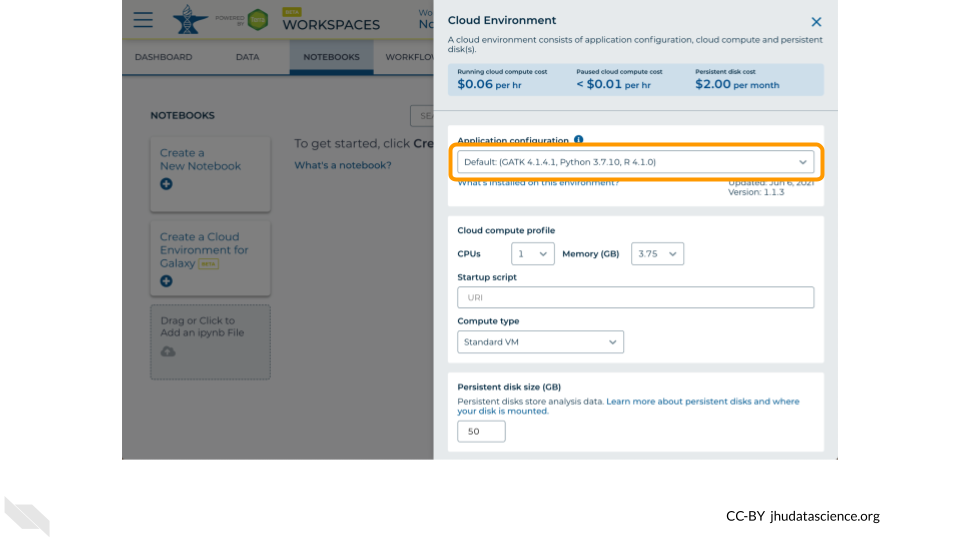 POWERED
BY
Terra
BETA
WORKSPACES
Wo
No
DASHBOARD
DATA
NOTEBOOKS
WORKFLO
NOTEBOOKS
SEA
Create a
New Notebook
To get started, click Cre
What's a notebook?
Create a Cloud
Environment for
Galaxy BETA
Drag or Click to
Add an ipynb File
Cloud Environment
A cloud environment consists of application configuration, cloud compute and persistent
disk(s).
Running cloud compute cost
$0.06 per hr
Paused cloud compute cost
< $0.01 per hr
Persistent disk cost
$2.00 per month
Application configuration
Default: (GATK 4.1.4.1, Python 3.7.10, R 4.1.0)
What's installed on this environment?
Updated: Jun 6, 2021
Version: 1.1.3
Cloud compute profile
CPUs 1 Memory (GB) 3.75
Startup script
URI
Compute type
Standard VM
Persistent disk size (GB)
Persistent disks store analysis data. Learn more about persistent disks and where
your disk is mounted.
50
CC-BY jhudatascience.org